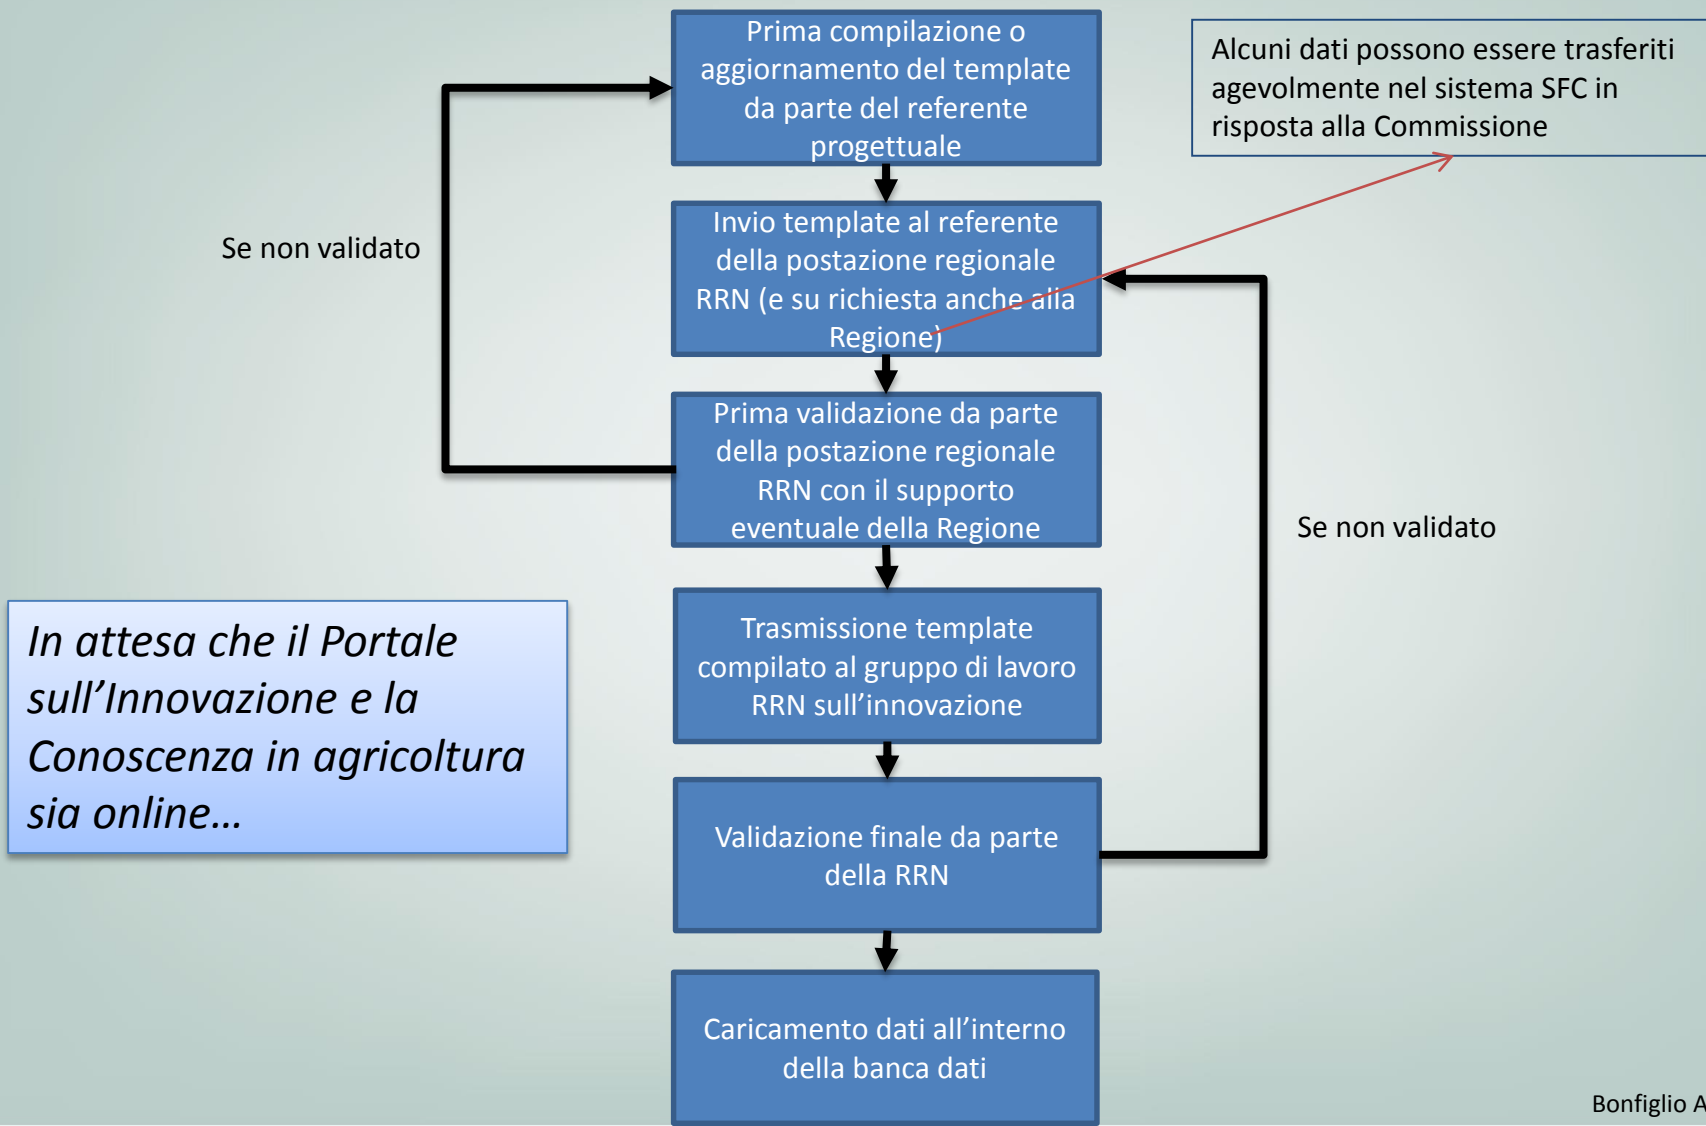 Prima compilazione o
aggiornamento del template
da parte del referente
progettuale
Alcuni dati possono essere trasferiti
agevolmente nel sistema SFC in
risposta alla Commissione
Se non validato
Invio template al referente
della postazione regionale
RRN (e su richiesta anche alla
Regione)
Prima validazione da parte
della postazione regionale
RRN con il supporto
eventuale della Regione
Se non validato
Trasmissione template
compilato al gruppo di lavoro
RRN sull’innovazione
In attesa che il Portale
sull’Innovazione e la
Conoscenza in agricoltura
sia online…
Validazione finale da parte
della RRN
Caricamento dati all’interno
della banca dati
Bonfiglio A